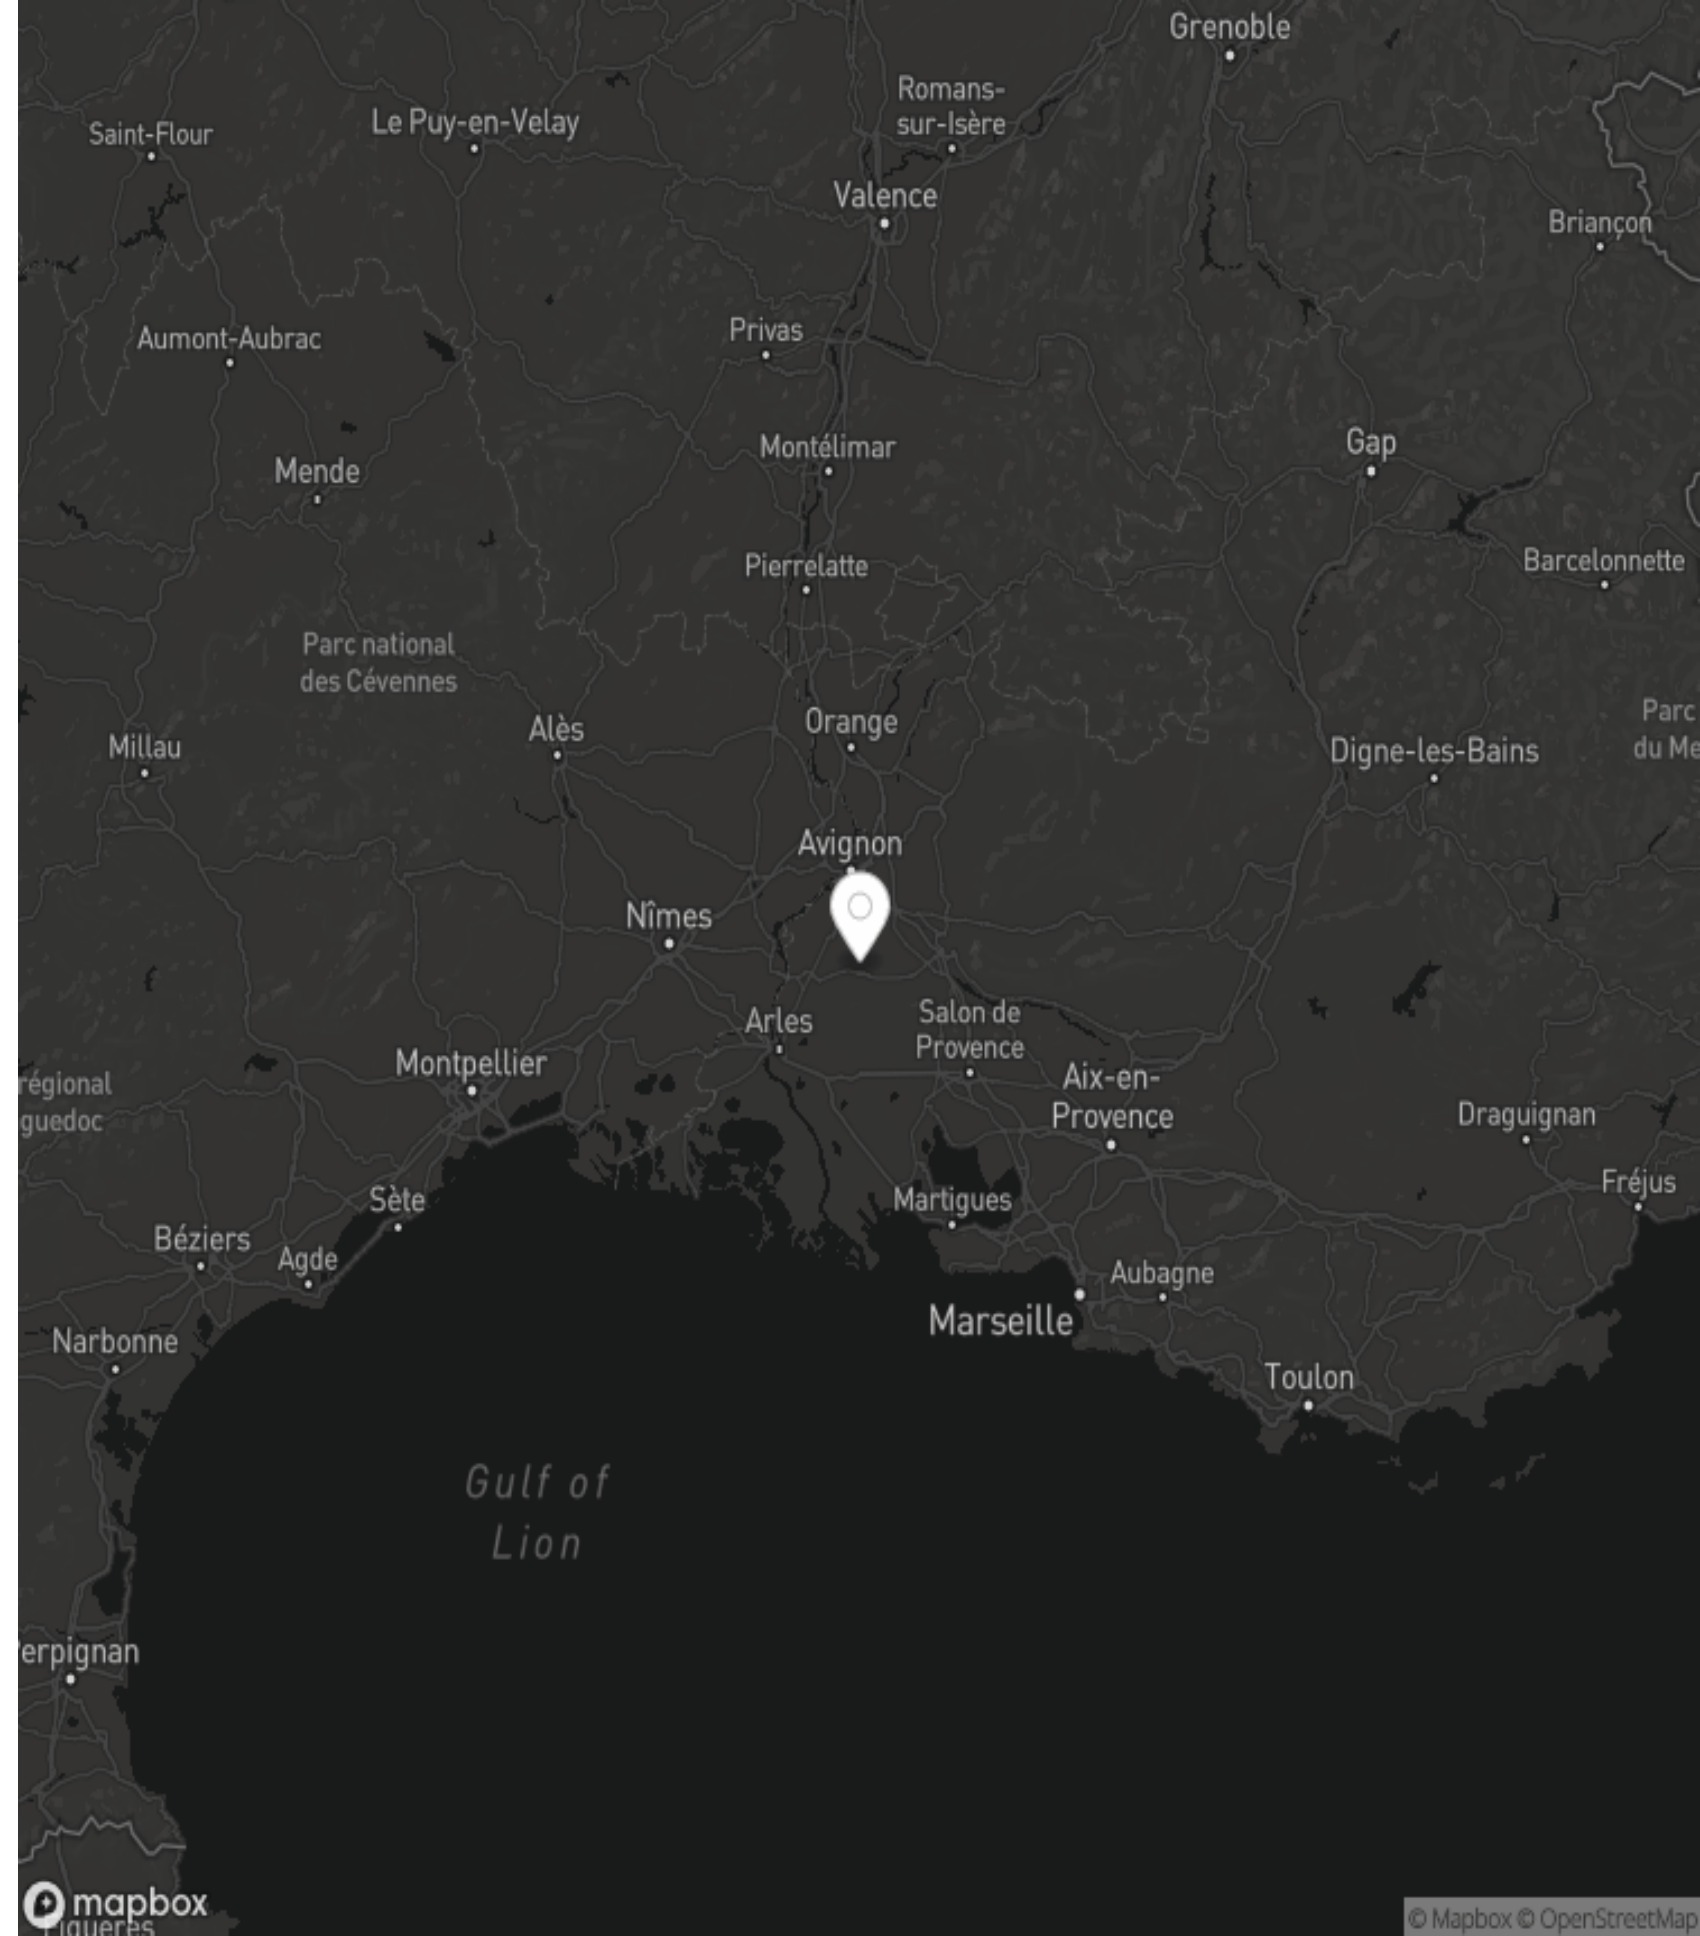 Grenoble
Romans-
sur-Isère
Saint-Flour
Le Puy-en-Velay
Valence
Briançon
Privas
Aumont-Aubrac
Montélimar
Gap
Mende
Pierrelatte
Barcelonnette
Parc national
des Cévennes
Orange
Parc
du Me
Alès
Millau
Digne-les-Bains
Avignon
Nîmes
Arles
Salon de
Provence
Montpellier
Aix-en-
Provence
régional
guedoc
Draguignan
Fréjus
Sète
Martigues
Béziers
Agde
Aubagne
Marseille
Narbonne
Toulon
Gulf of
Lion
erpignan
mapbox
Figueres
© Mapbox © OpenStreetMap